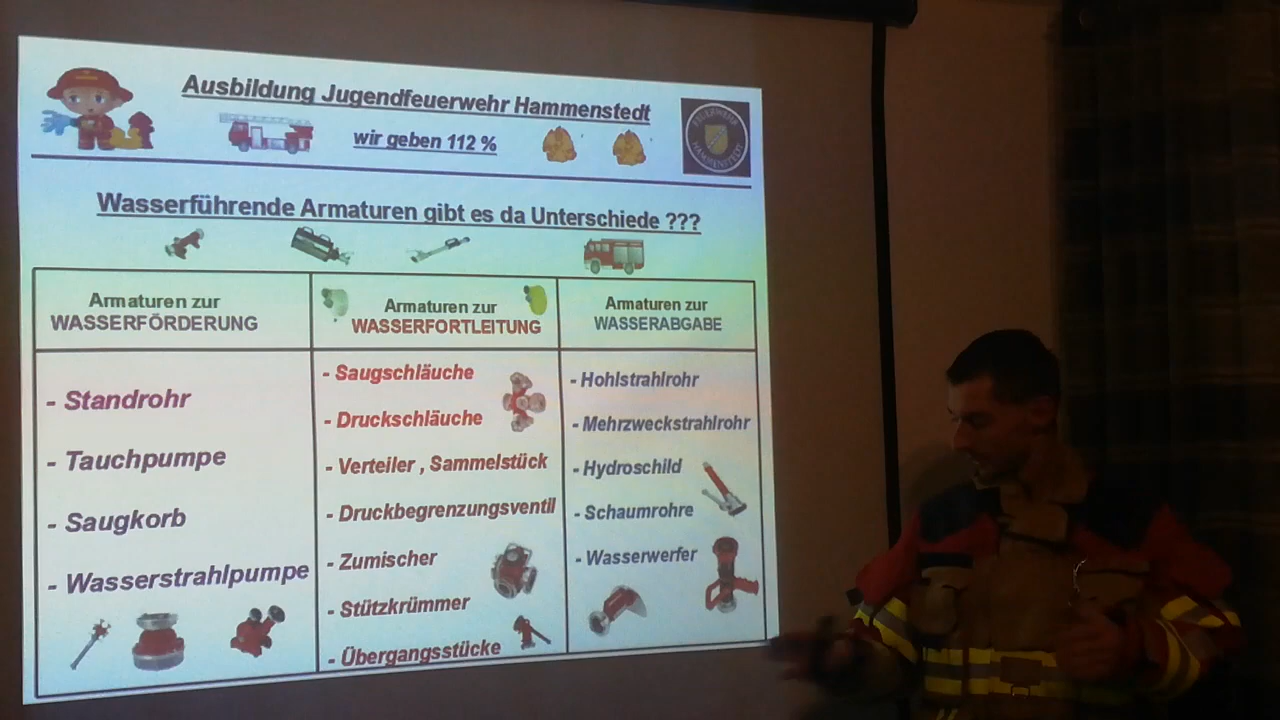 Ausbildung Jugendfeuerwehr Hammenstedt
wir geben 112 %
FEUERWEHR
HAMMENSTEDT
Wasserführende Armaturen gibt es da Unterschiede ???
Armaturen zur
WASSERFÖRDERUNG
- Standrohr
- Tauchpumpe
- Saugkorb
- Wasserstrahlpumpe
Armaturen zur
WASSERFORTLEITUNG
- Saugschläuche
- Druckschläuche
- Verteiler , Sammelstück
- Druckbegrenzungsventil
- Zumischer
- Stützkrümmer
- Übergangsstücke
Armaturen zur
WASSERABGABE
- Hohlstrahlrohr
- Mehrzweckstrahlrohr
- Hydroschild
- Schaumrohre
- Wasserwerfer